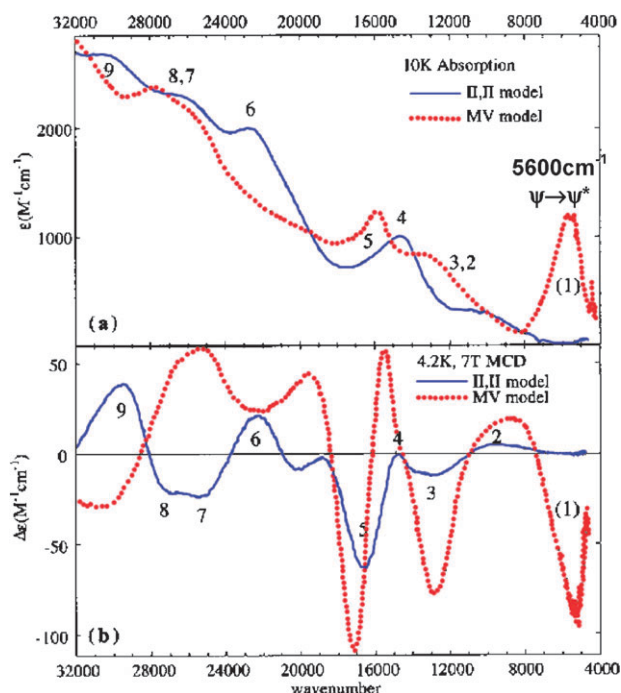 32000 28000 24000 20000 16000 12000 8000 4000
10K Absorption
II,II model
MV model
5600cm
ψ→ψ*
9
8,7
6
5
4
3,2
(1)
1
2000
1000
ε(M⁻¹cm⁻¹)
(a)
4.2K, 7T MCD
II,II model
MV model
9
8
7
6
5
4
3
2
(1)
50
0
-50
-100
Δε(M⁻¹cm⁻¹)
(b)
32000 28000 24000 20000 16000 12000 8000 4000
wavenumber